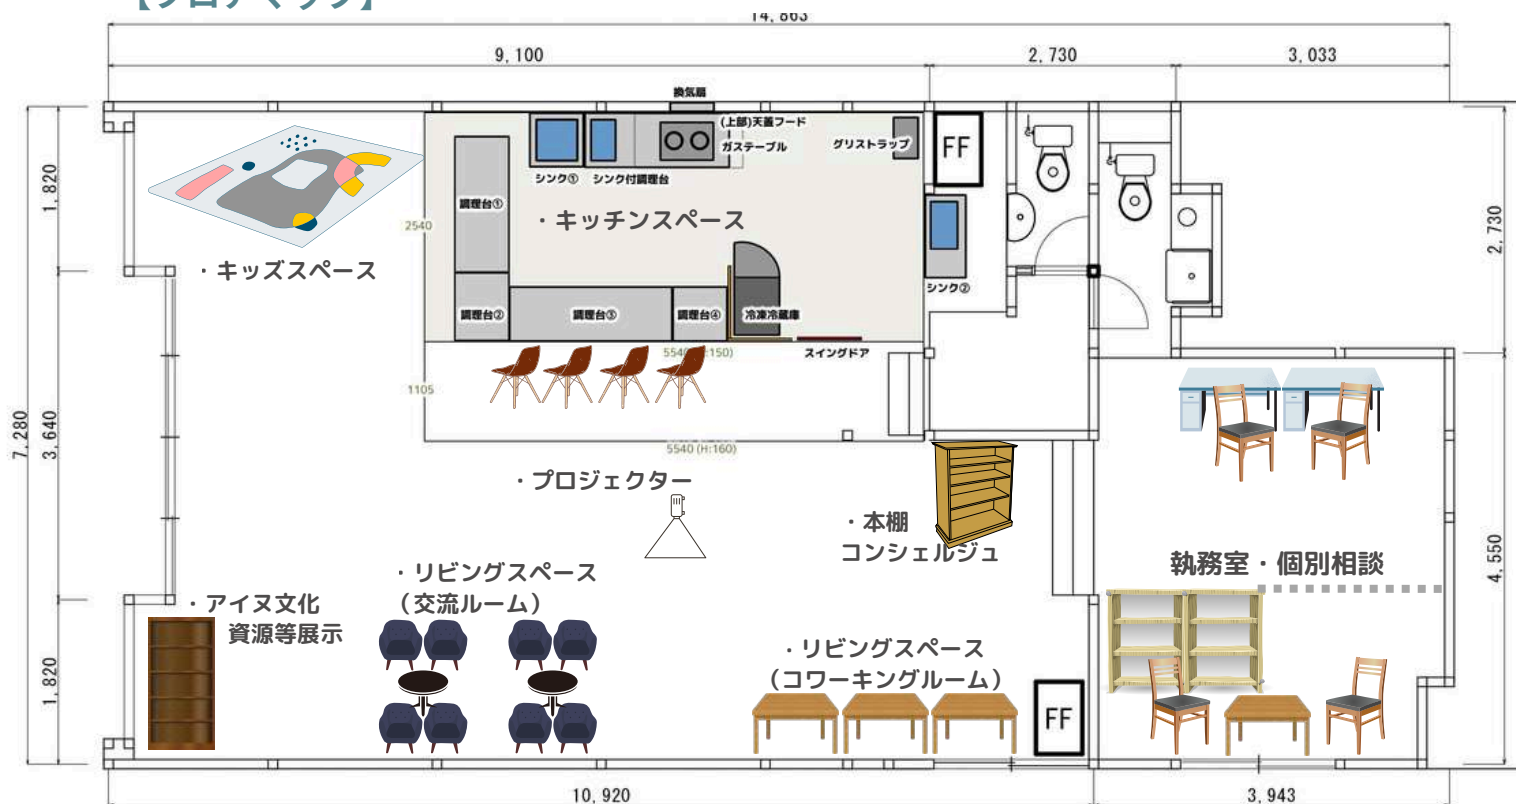 【フロアマップ】
14,863
9,100
2,730
3,033
換気扇
(上部)天蓋フード
ガステーブル
グリストラップ
FF
シンク①
シンク付調理台
1,820
調理台①
・キッチンスペース
2540
2,730
・キッズスペース
シンク②
調理台②
調理台③
調理台④
冷凍冷蔵庫
スイングドア
1105
7,280
3,640
5540 (H:160)
・プロジェクター
・本棚
コンシェルジュ
4,550
執務室・個別相談
・リビングスペース
（交流ルーム）
・アイヌ文化
資源等展示
・リビングスペース
（コワーキングルーム）
1,820
FF
10,920
3,943